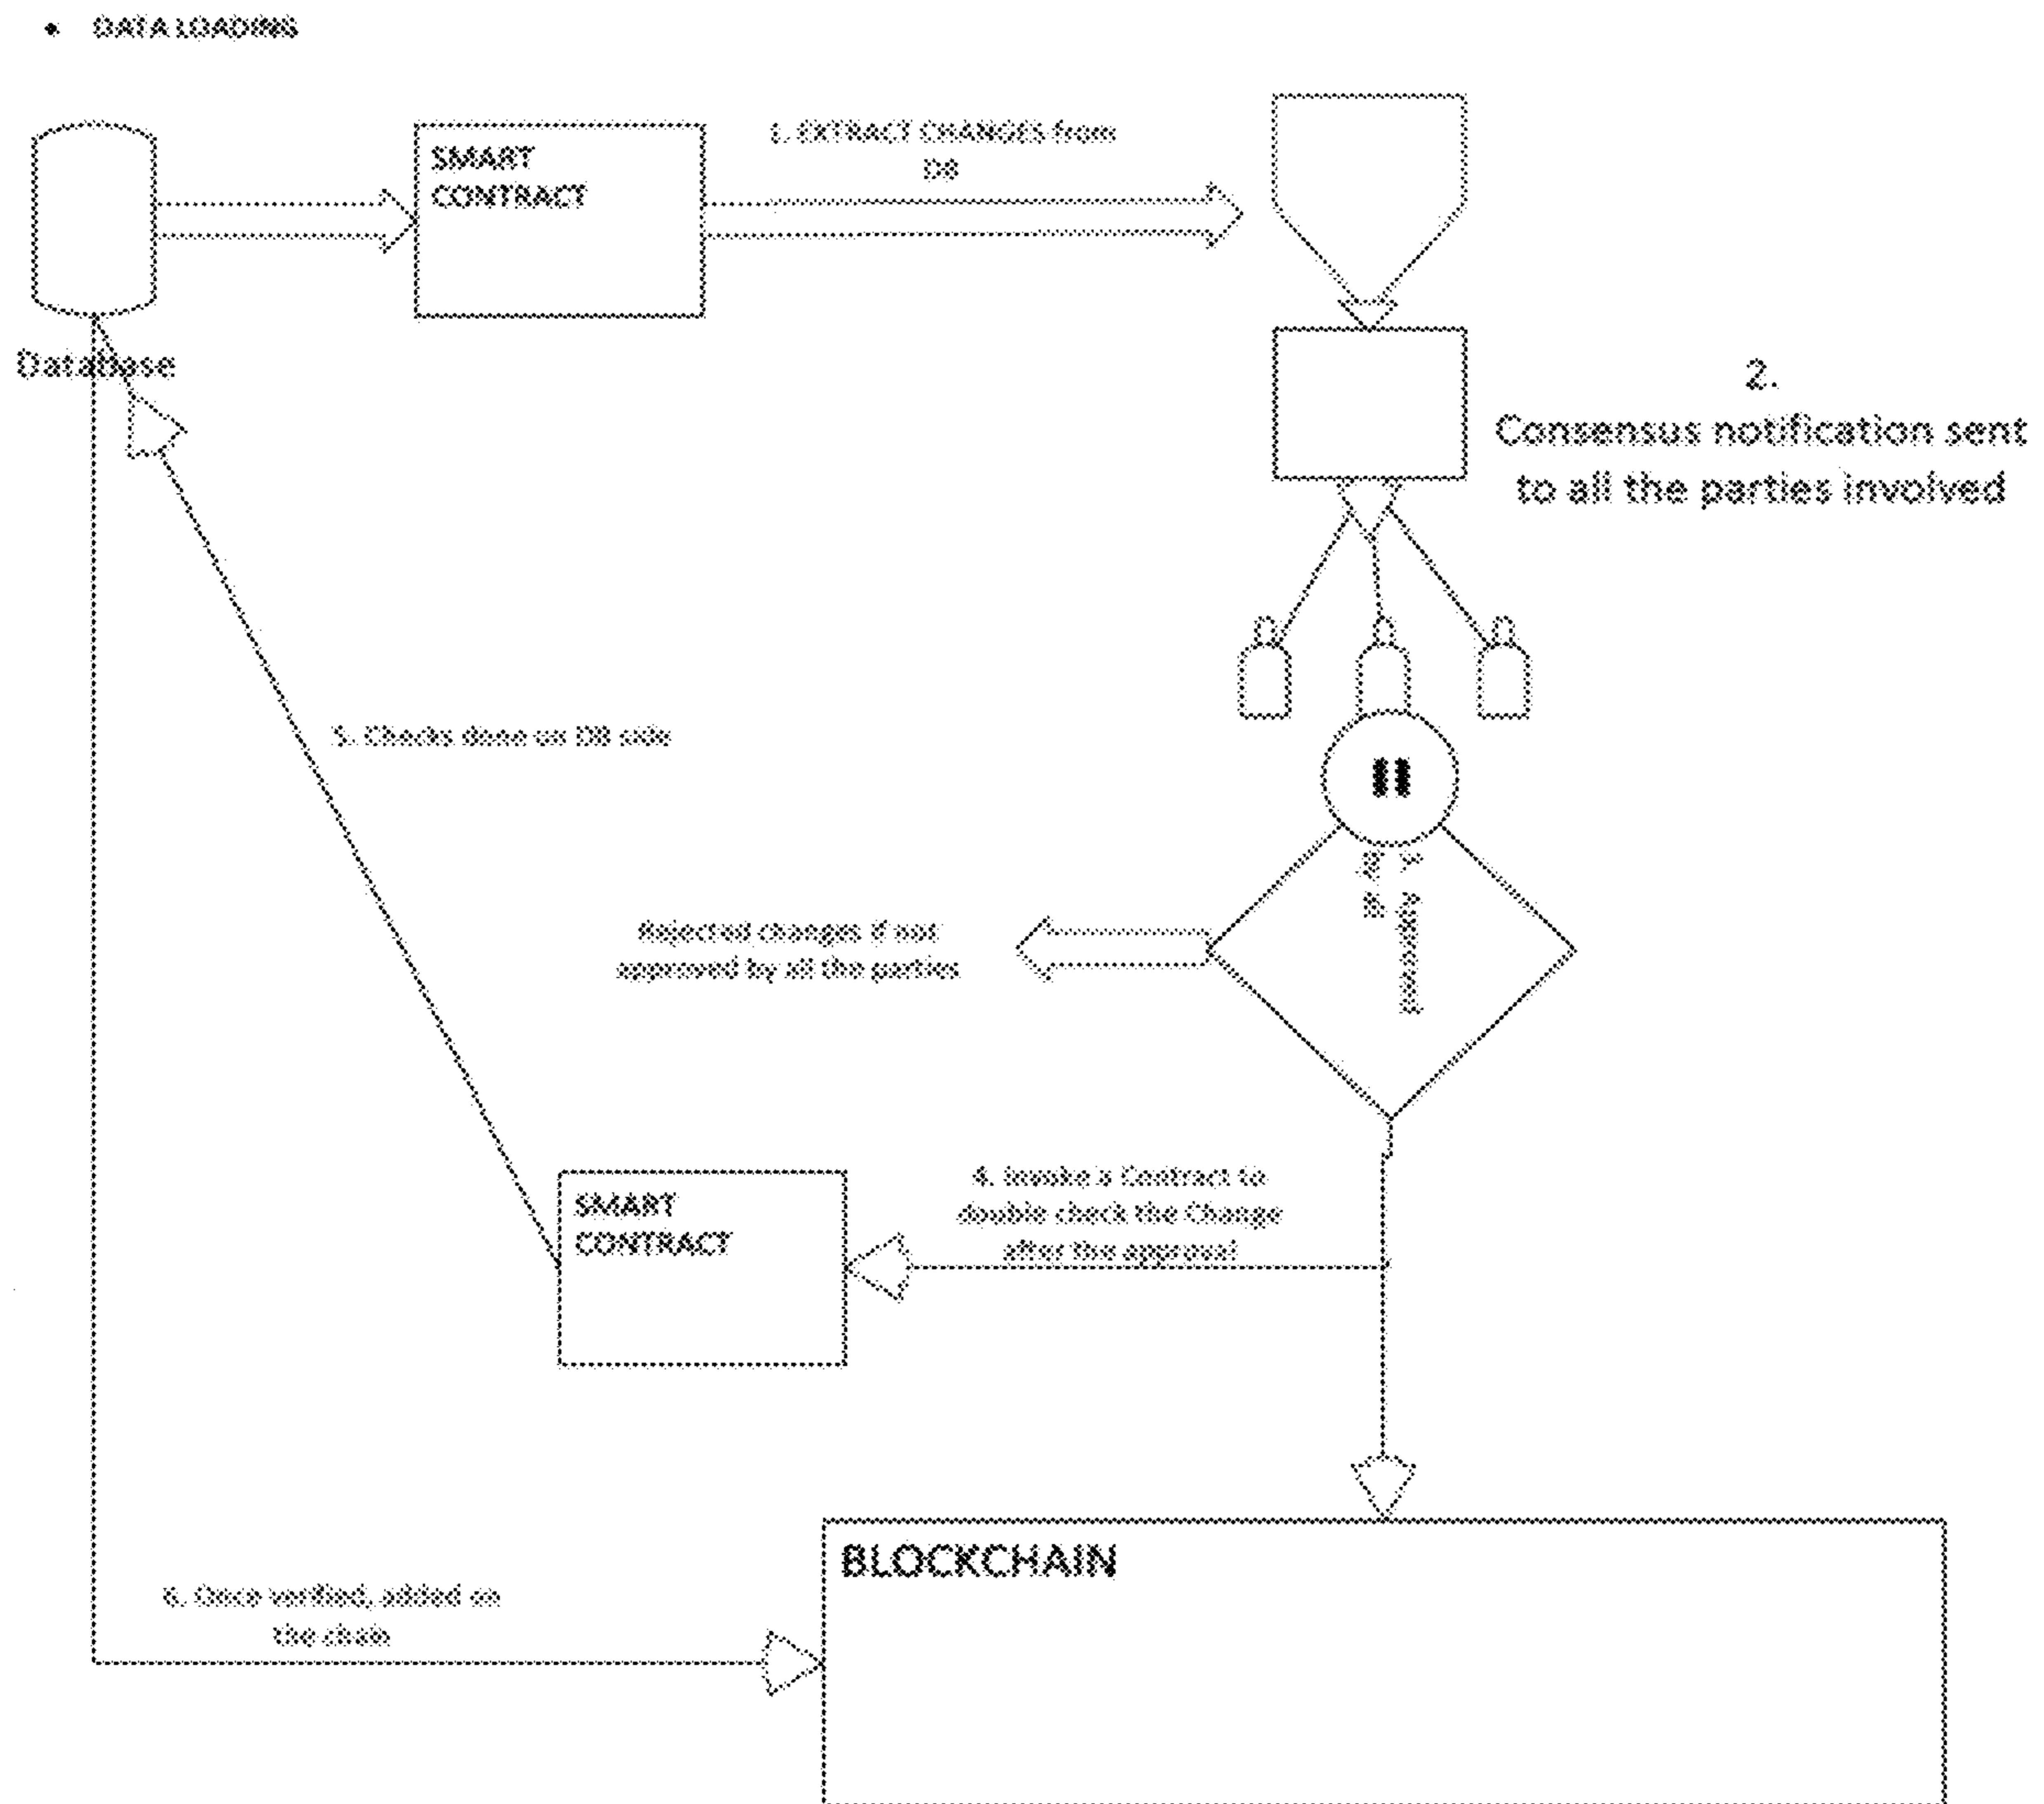 • DATA LOADING
SMART
CONTRACT
1. EXTRACT CHANGES from
DB
Database
2.
Consensus notification sent
to all the parties involved
5. Checks done on DB side
Rejected changes if not
approved by all the parties
4. Invoke a Contract to
double check the Change
after the approval
SMART
CONTRACT
BLOCKCHAIN
6. Once verified, added on
the chain